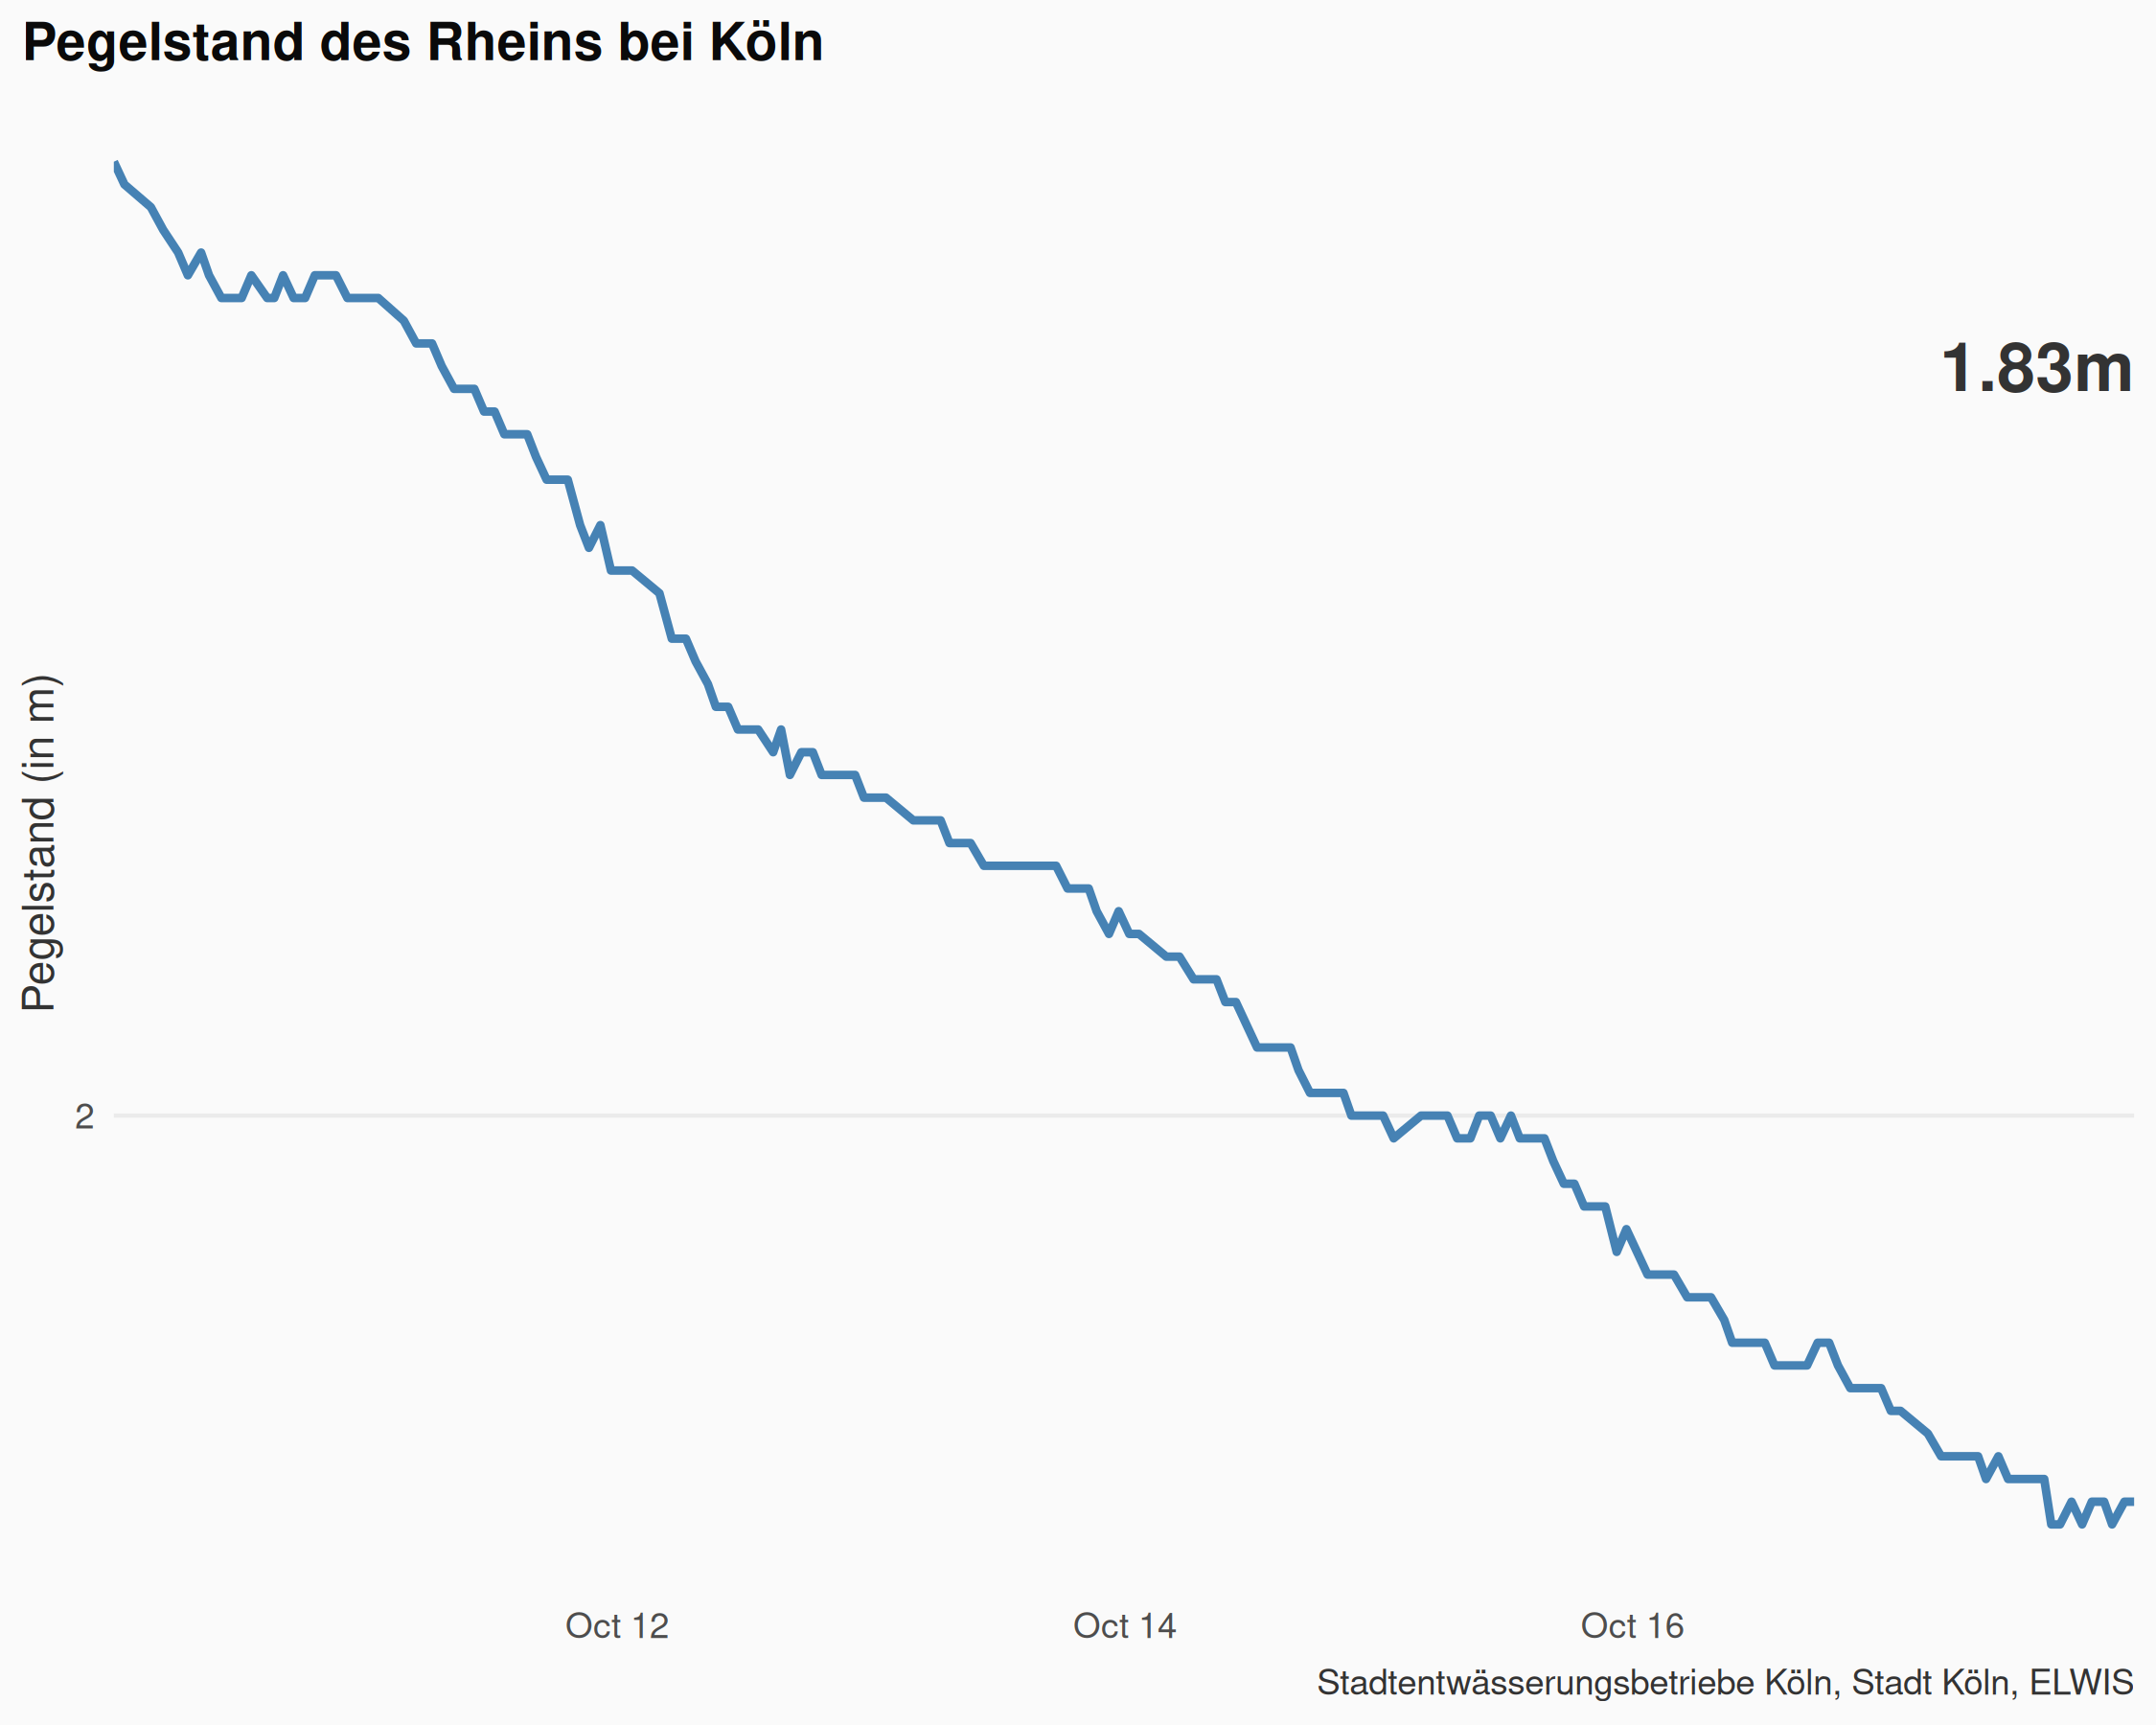 Pegelstand des Rheins bei Köln
1.83m
Pegelstand (in m)
2
Oct 12
Oct 14
Oct 16
Stadtentwässerungsbetriebe Köln, Stadt Köln, ELWIS